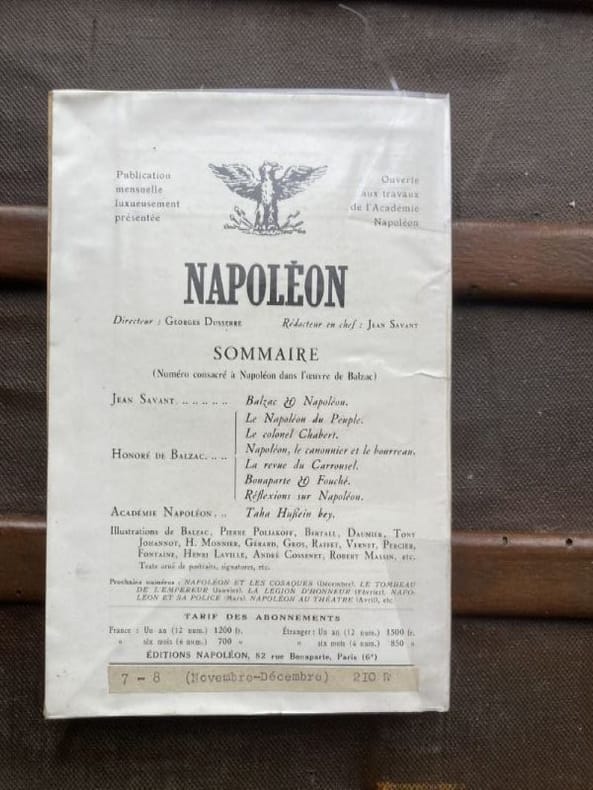 Publication
mensuelle
luxueusement
présentée
Ouverte
aux travaux
de l'Académie
Napoléon
NAPOLÉON
Directeur : GEORGES DUSSERRE Rédacteur en chef : JEAN SAVANT
SOMMAIRE
(Numéro consacré à Napoléon dans l'œuvre de Balzac)
JEAN SAVANT. .. .. .. .. .. Balzac & Napoléon.
Le Napoléon du Peuple.
Le colonel Chabert.
HONORÉ DE BALZAC. .. .. Napoléon, le canonnier et le bourreau.
La revue du Carrousel.
Bonaparte & Fouché.
Réflexions sur Napoléon.
ACADÉMIE NAPOLÉON. .. Taha Hußein bey.
Illustrations de BALZAC, PIERRE POLIAKOFF, BERTALL, DAUMIER, TONY
JOHANNOT, H. MONNIER, GÉRARD, GROS, RAFFET, VERNET, PERCIER,
FONTAINE, HENRI LAVILLE, ANDRÉ COSSENET, ROBERT MASSIN, etc.
Texte orné de portraits, signatures, etc.
Prochains numéros : NAPOLÉON ET LES COSAQUES (Décembre). LE TOMBEAU
DE L'EMPEREUR (Janvier). LA LÉGION D'HONNEUR (Février). NAPO-
LÉON ET SA POLICE (Mars). NAPOLÉON AU THÉATRE (Avril), etc.
TARIF DES ABONNEMENTS
France : Un an (12 num.) 1200 fr. Étranger : Un an (12 num.) 1500 fr.
» six mois (6 num.) 700 » » six mois (6 num.) 850 »
ÉDITIONS NAPOLÉON, 82 rue Bonaparte, Paris (6e)
7 - 8 (Novembre-Décembre) 210 Fr